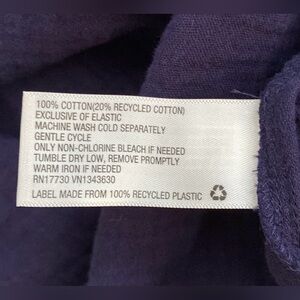 100% COTTON(20% RECYCLED COTTON)
EXCLUSIVE OF ELASTIC
MACHINE WASH COLD SEPARATELY
GENTLE CYCLE
ONLY NON-CHLORINE BLEACH IF NEEDED
TUMBLE DRY LOW, REMOVE PROMPTLY
WARM IRON IF NEEDED
RN17730 VN1343630
LABEL MADE FROM 100% RECYCLED PLASTIC